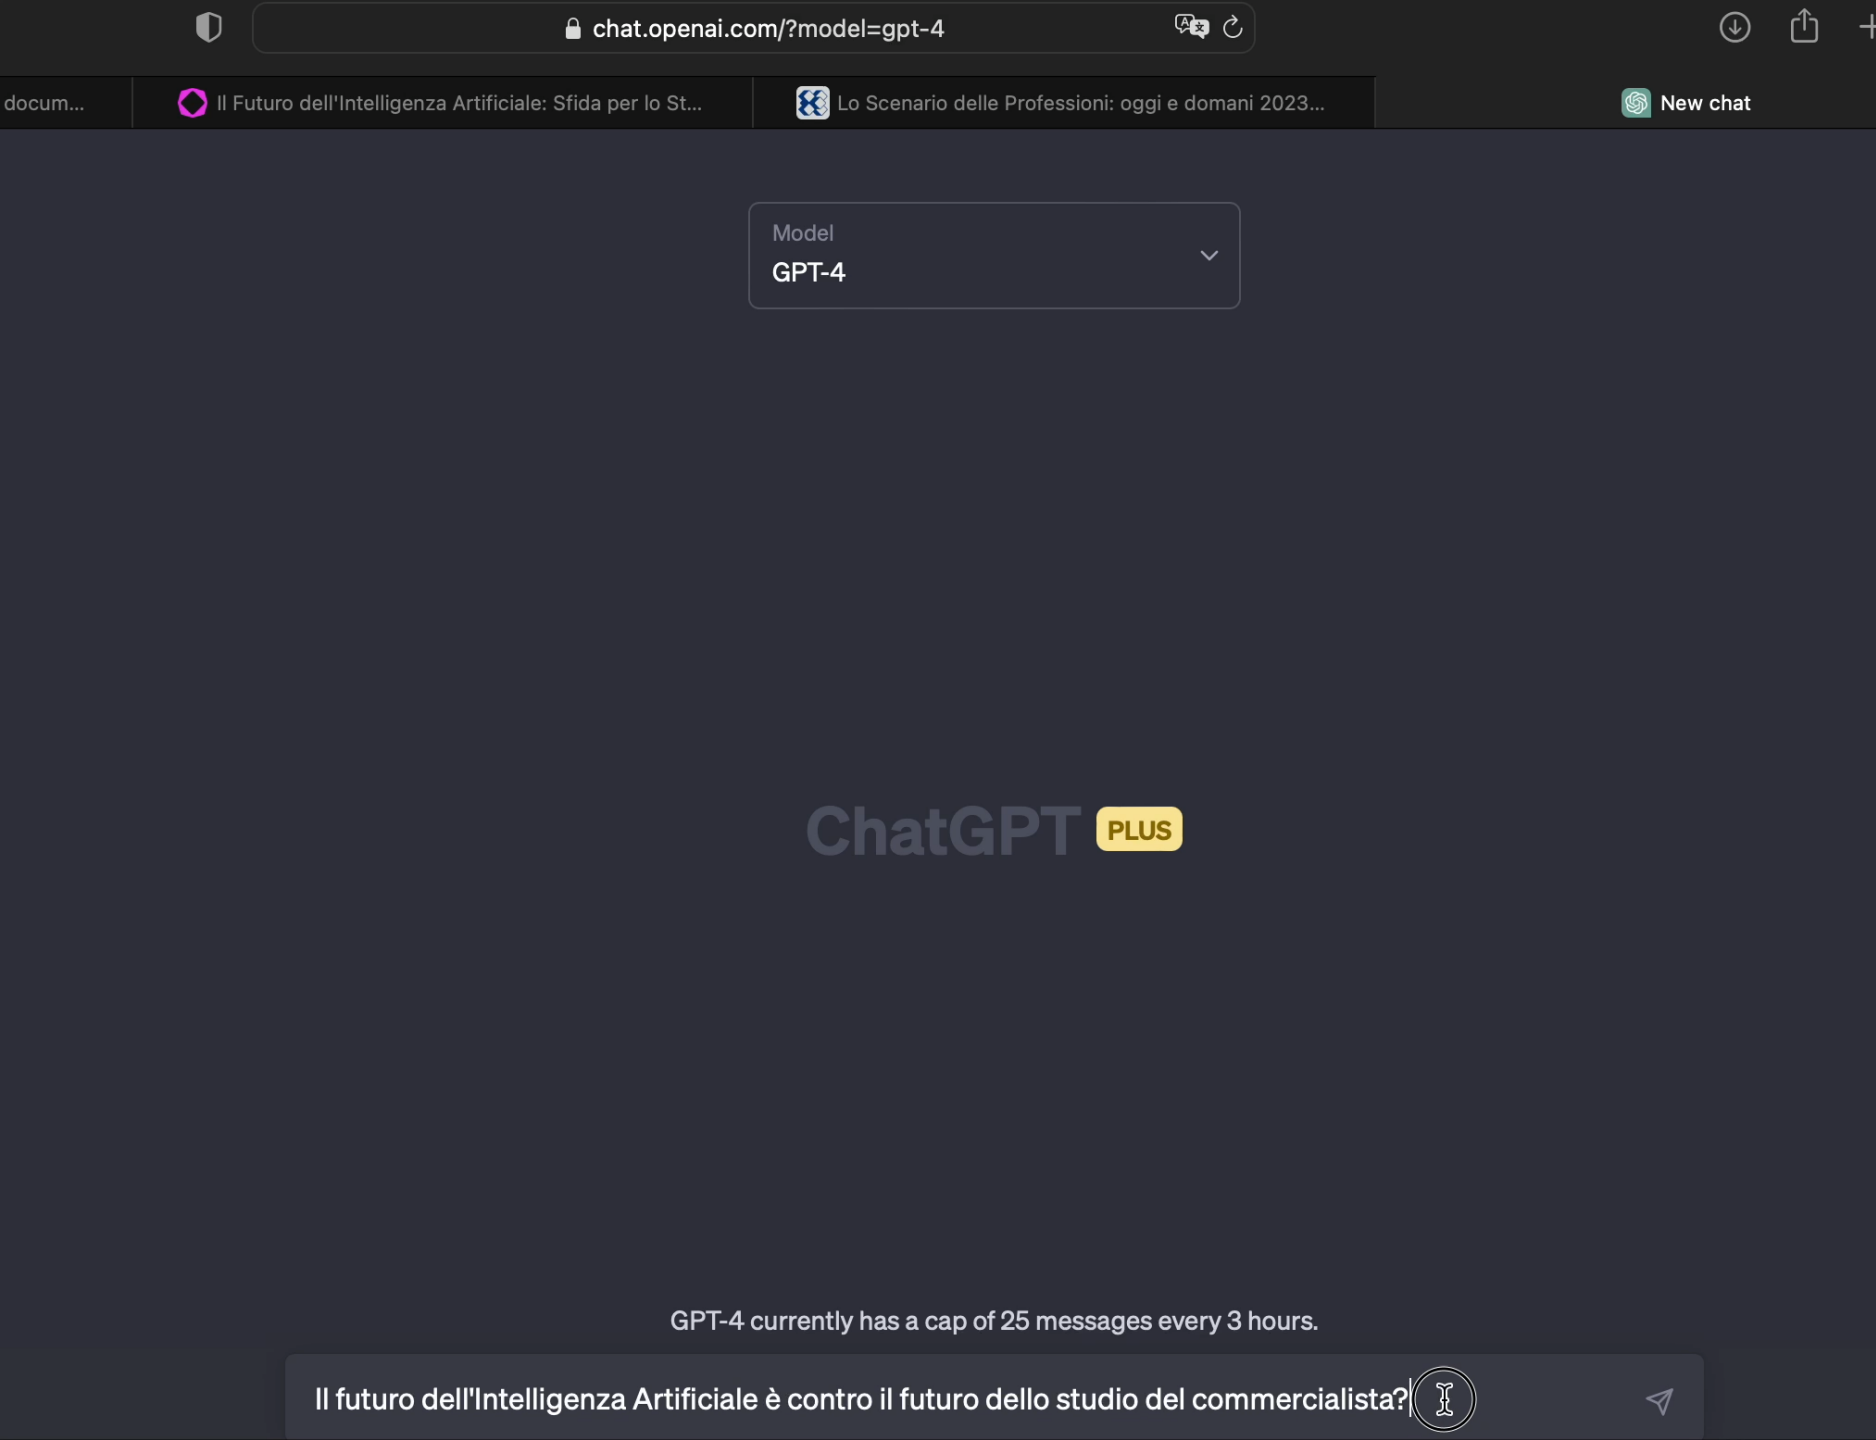 chat.openai.com/?model=gpt-4
docum...
Il Futuro dell'Intelligenza Artificiale: Sfida per lo St...
Lo Scenario delle Professioni: oggi e domani 2023...
New chat
Model
GPT-4
ChatGPT PLUS
GPT-4 currently has a cap of 25 messages every 3 hours.
Il futuro dell'Intelligenza Artificiale è contro il futuro dello studio del commercialista?